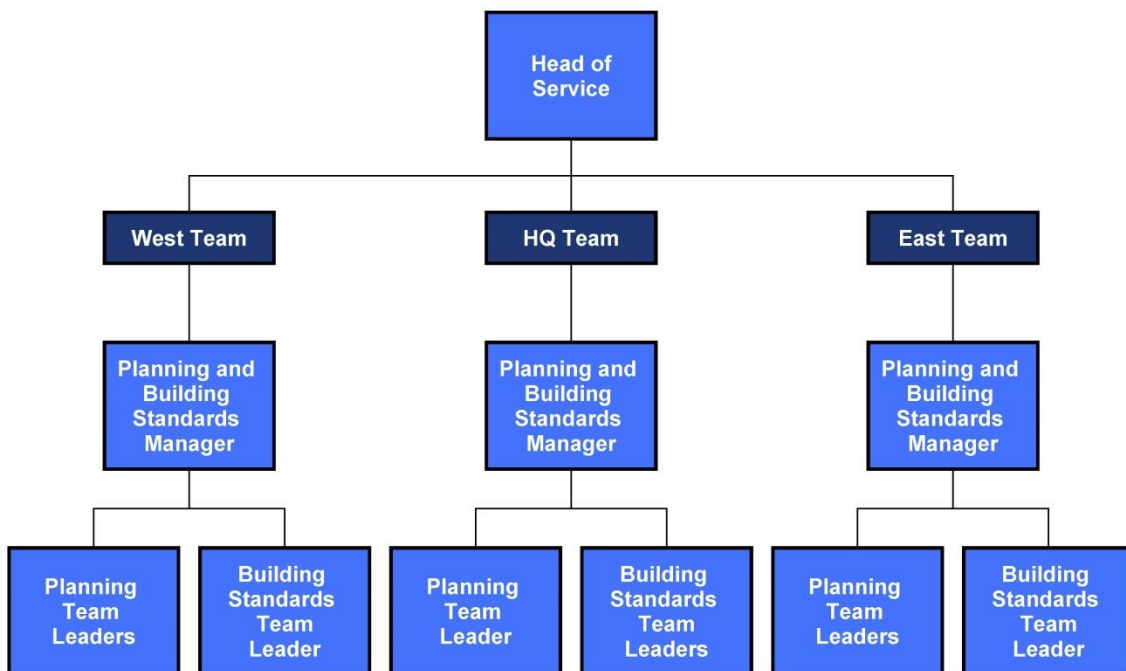 Head of
Service
West Team
HQ Team
East Team
Planning and
Building
Standards
Manager
Planning and
Building
Standards
Manager
Planning and
Building
Standards
Manager
Planning
Team
Leaders
Building
Standards
Team
Leader
Planning
Team
Leader
Building
Standards
Team
Leaders
Planning
Team
Leaders
Building
Standards
Team
Leader